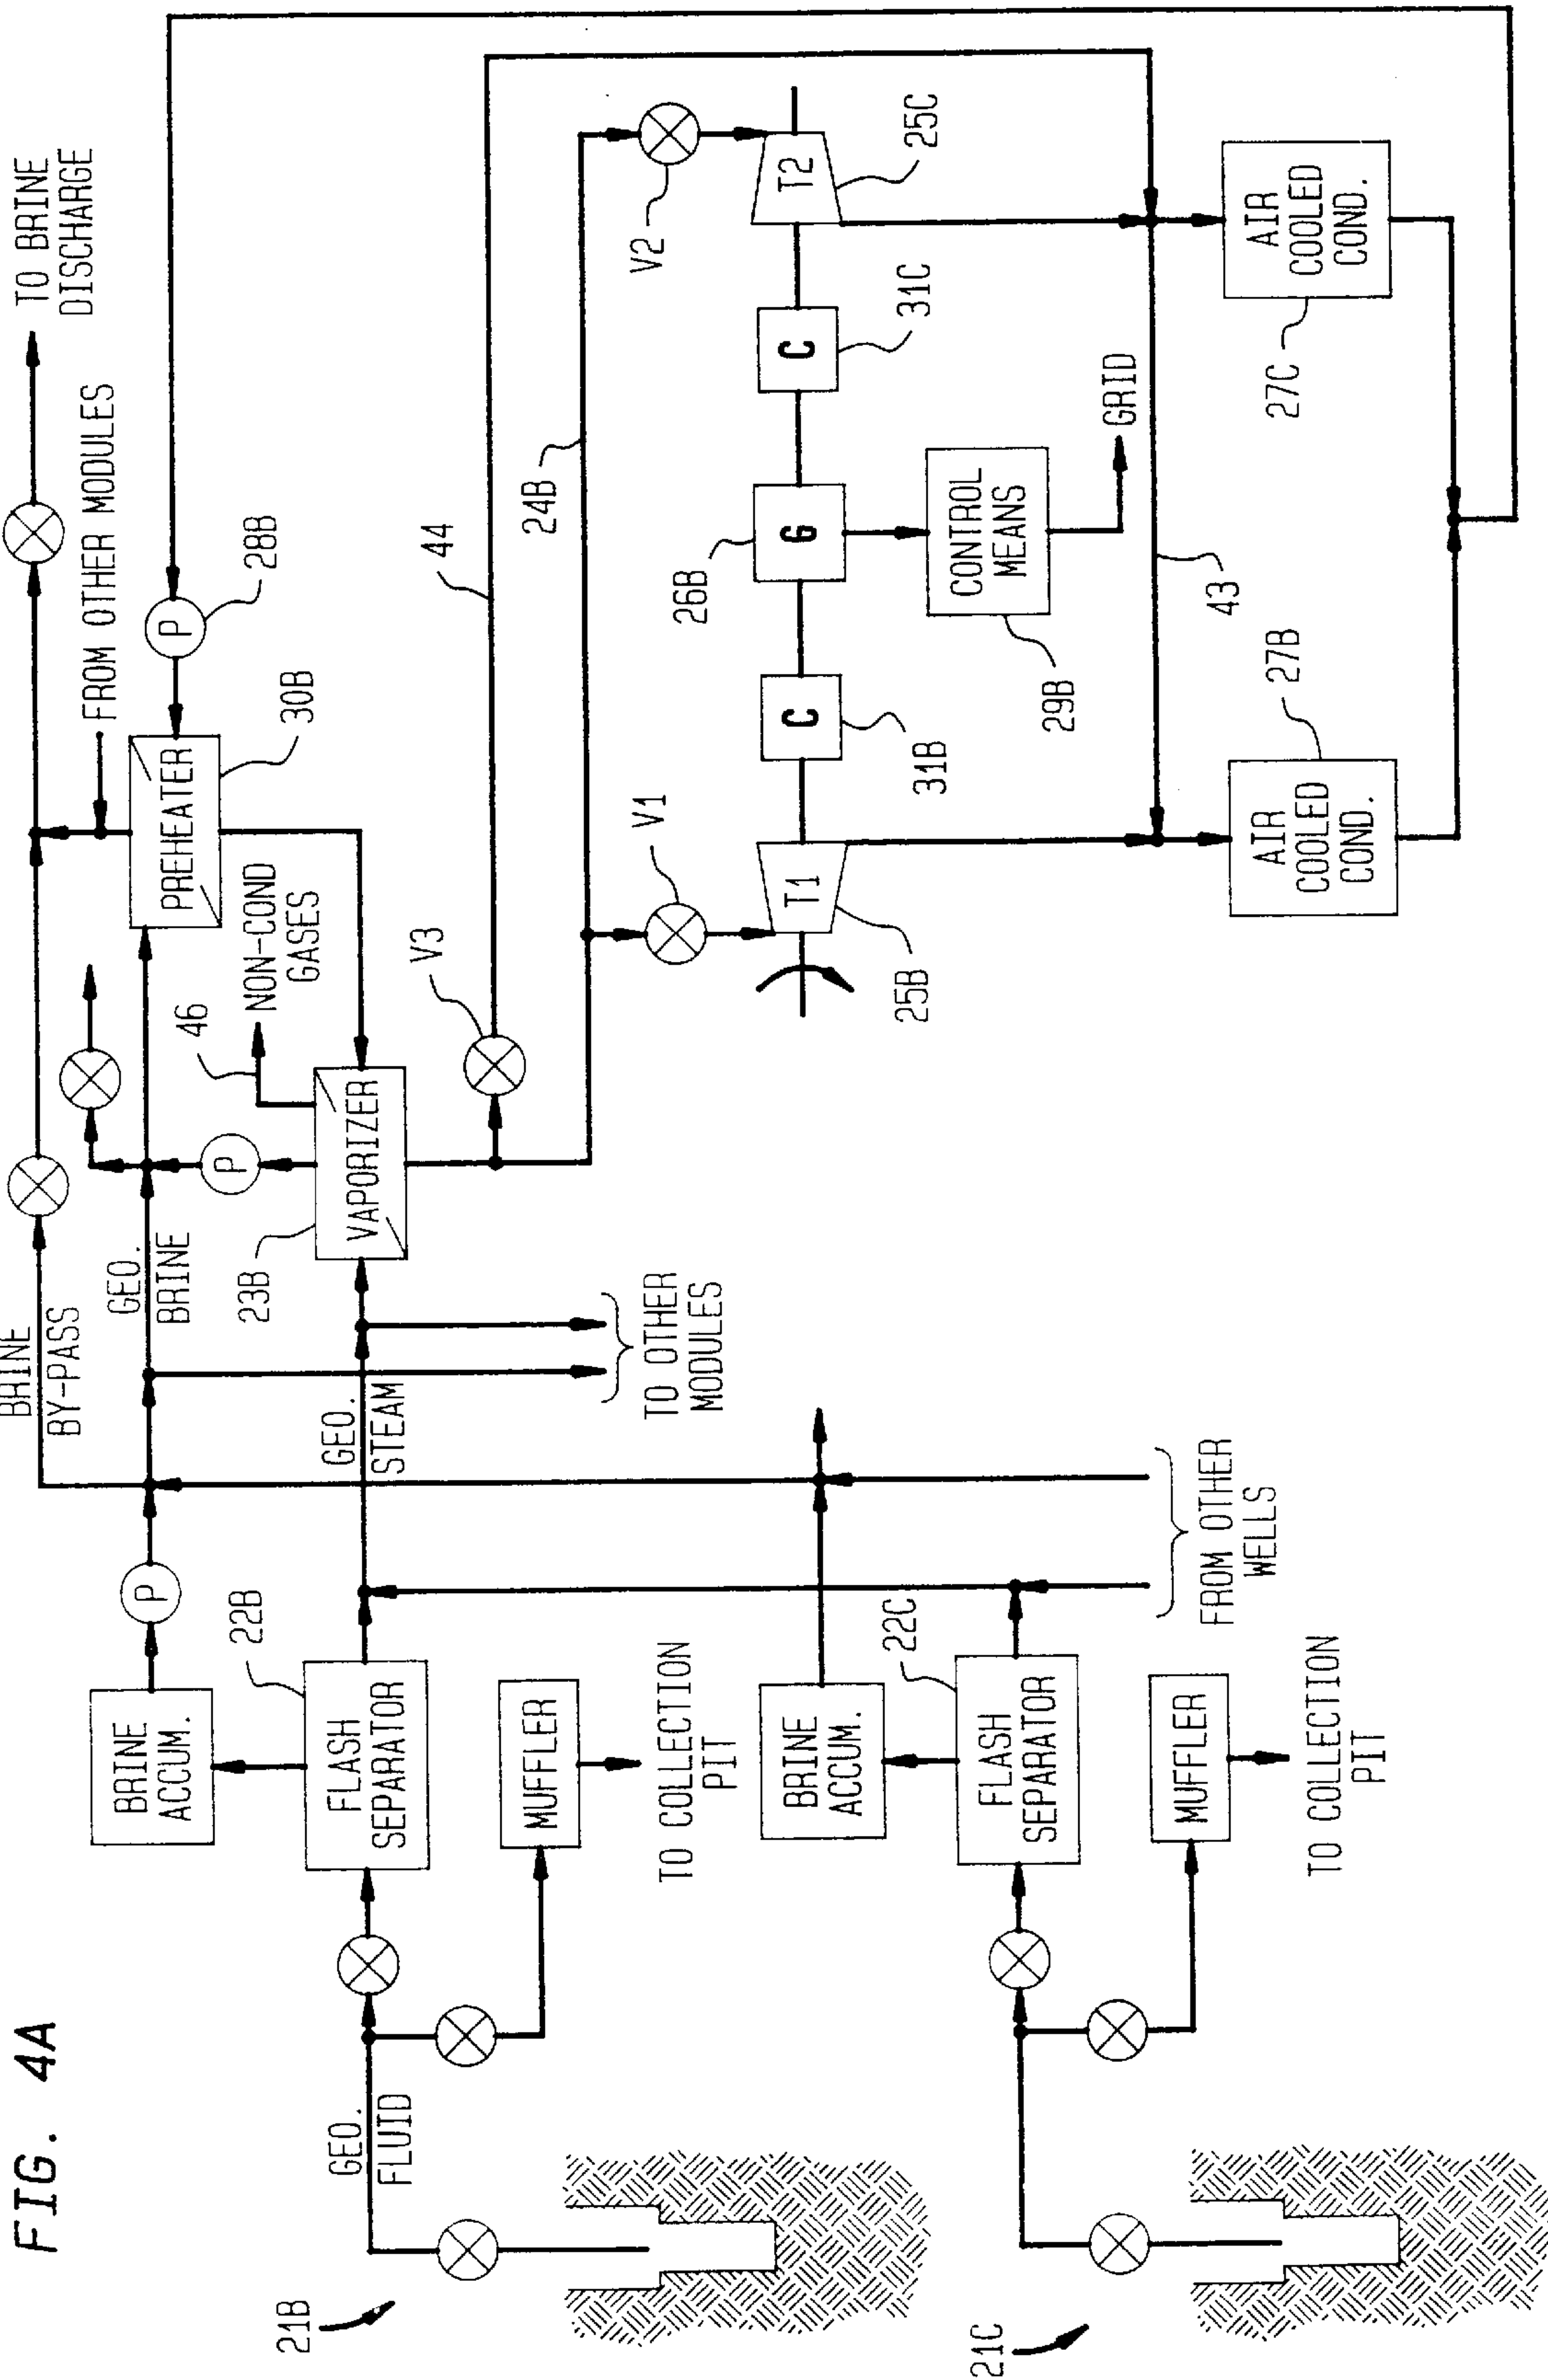 FIG. 4A
TO BRINE
DISCHARGE
FROM OTHER MODULES
BRINE
BY-PASS
GEO.
BRINE
P
28B
PREHEATER
30B
46
NON-COND
GASES
P
23B
VAPORIZER
V3
44
24B
V1
V2
T1
25B
T2
25C
C
31B
C
31C
G
26B
CONTROL
MEANS
29B
GRID
43
AIR
COOLED
COND.
27B
AIR
COOLED
COND.
27C
P
BRINE
ACCUM.
22B
FLASH
SEPARATOR
GEO.
STEAM
TO OTHER
MODULES
MUFFLER
TO COLLECTION
PIT
GEO.
FLUID
21B
BRINE
ACCUM.
22C
FLASH
SEPARATOR
FROM OTHER
WELLS
MUFFLER
TO COLLECTION
PIT
21C